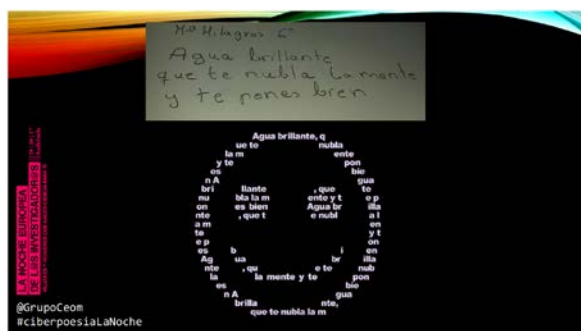 Mª Milagros 6º
Agua brillante
que te nubla la mente
y te pones bien
Agua brillante, q
ue te nubla
la m ente
y te pon
es bie
n A gua
bri llante , que te
nu bla la m ente y t e p
on es bien Agua br illa
nte , que t e nubl a l
a m en
te y t
e p on
es b i en
Ag ua br illa
nte , qu e te nub
la la mente y te pon
es bie
n A gua
brilla nte,
que te nubla la m
LA NOCHE EUROPEA
DE L@S INVESTIGADOR@S
@GrupoCeom
#ciberpoesiaLaNoche